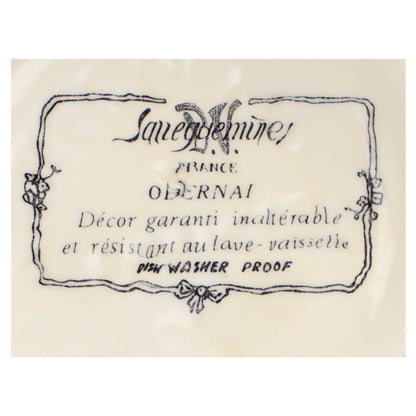 Sarreguemines
FRANCE
OBERNAI
Décor garanti inaltérable
et résistant au lave-vaisselle
DISH WASHER PROOF